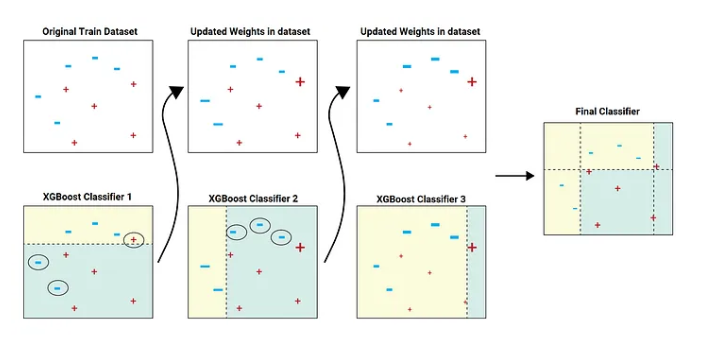 Original Train Dataset
Updated Weights in dataset
Updated Weights in dataset
XGBoost Classifier 1
XGBoost Classifier 2
XGBoost Classifier 3
Final Classifier